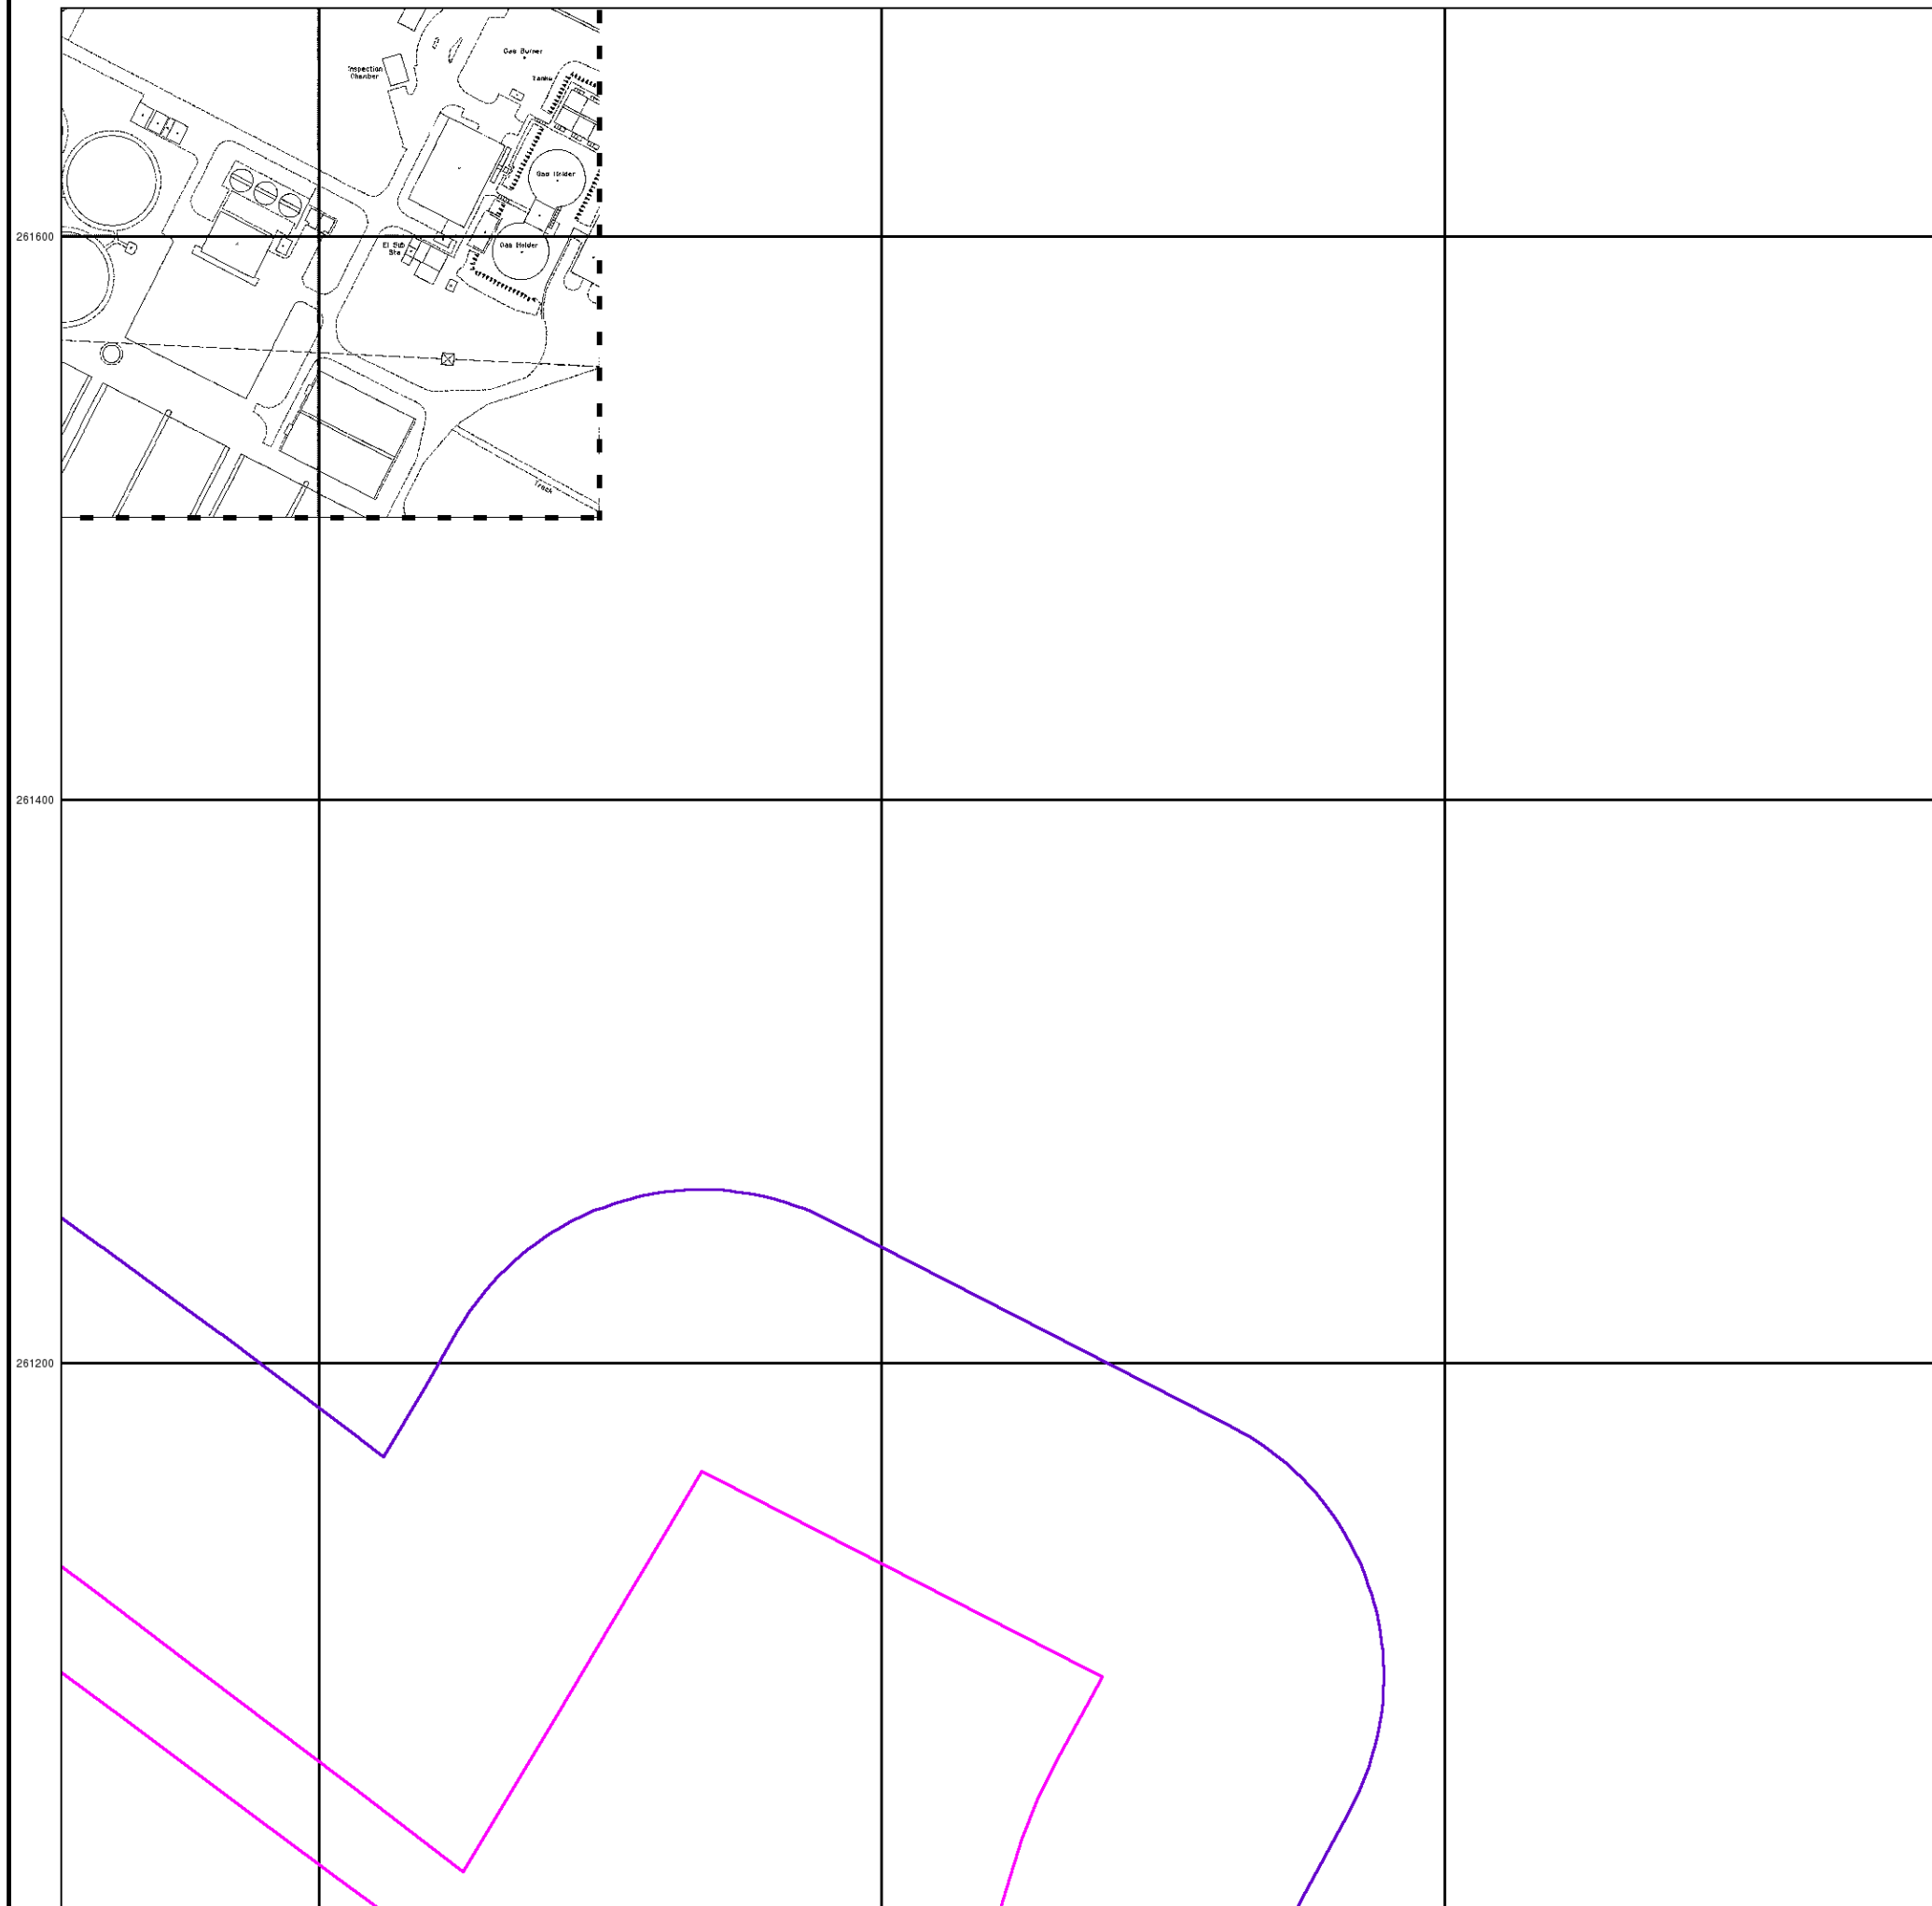 Gas Burner
Inspection
Chamber
Tanks
Gas Holder
261600
El Sub
Sta
Gas Holder
Track
261400
261200